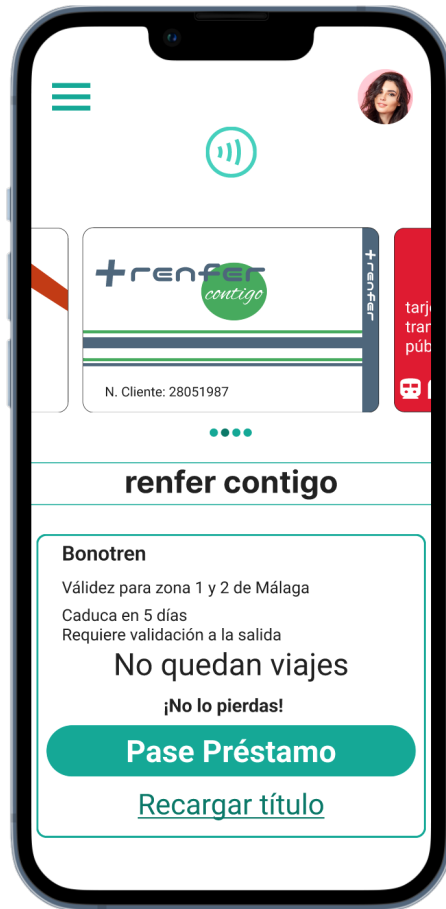 +renfer
contigo
+renfer
N. Cliente: 28051987
renfer contigo
Bonotren
Válidez para zona 1 y 2 de Málaga
Caduca en 5 días
Requiere validación a la salida
No quedan viajes
¡No lo pierdas!
Pase Préstamo
Recargar título